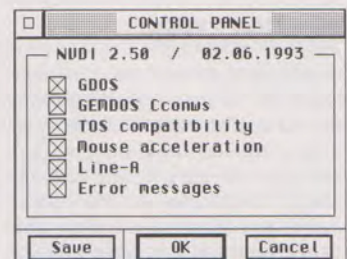 CONTROL PANEL
NVDI 2.50 / 02.06.1993
GDOS
GEMDOS Cconws
TOS compatibility
Mouse acceleration
Line-A
Error messages
Save OK Cancel